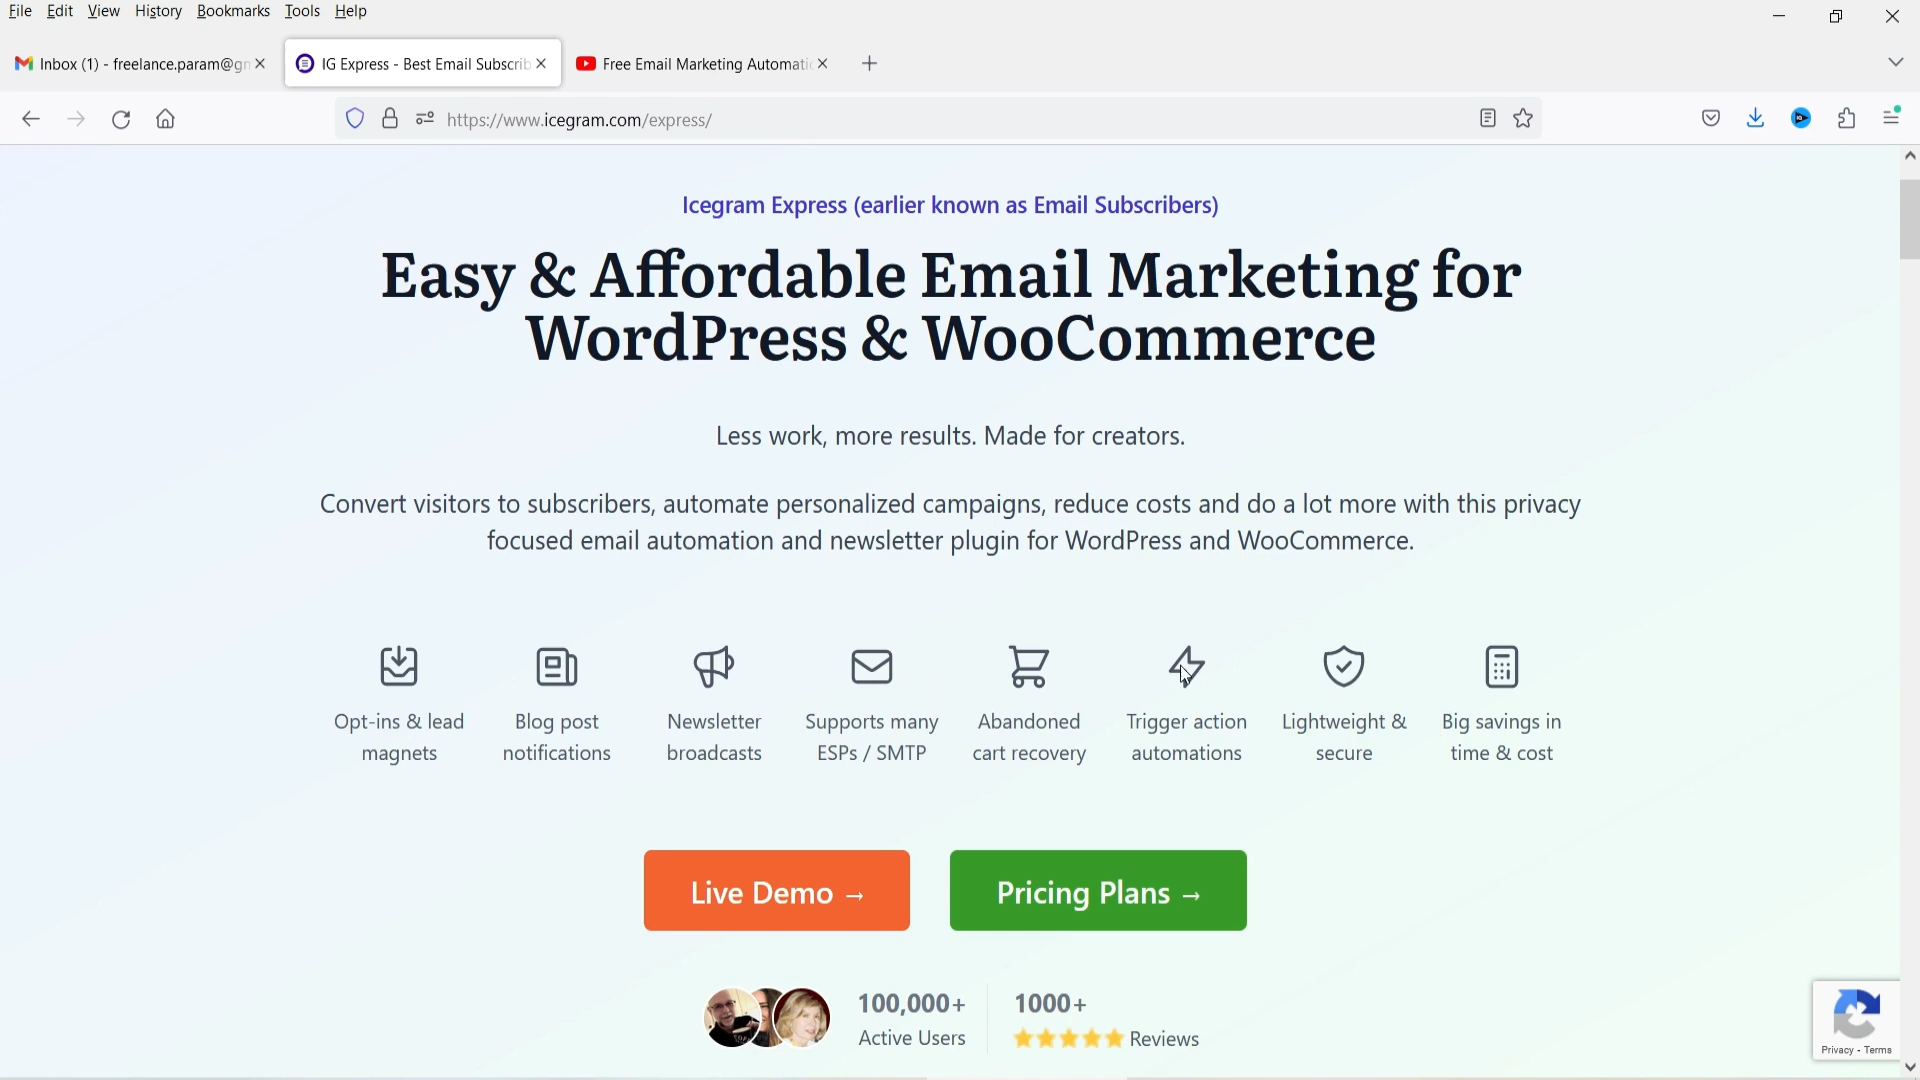 File Edit View History Bookmarks Tools Help
Inbox (1) - freelance.param@gm
IG Express - Best Email Subscrib
Free Email Marketing Automati
https://www.icegram.com/express/
Icegram Express (earlier known as Email Subscribers)
Easy & Affordable Email Marketing for
WordPress & WooCommerce
Less work, more results. Made for creators.
Convert visitors to subscribers, automate personalized campaigns, reduce costs and do a lot more with this privacy
focused email automation and newsletter plugin for WordPress and WooCommerce.
Opt-ins & lead
magnets
Blog post
notifications
Newsletter
broadcasts
Supports many
ESPs / SMTP
Abandoned
cart recovery
Trigger action
automations
Lightweight &
secure
Big savings in
time & cost
Live Demo →
Pricing Plans →
100,000+
Active Users
1000+
Reviews
Privacy - Terms